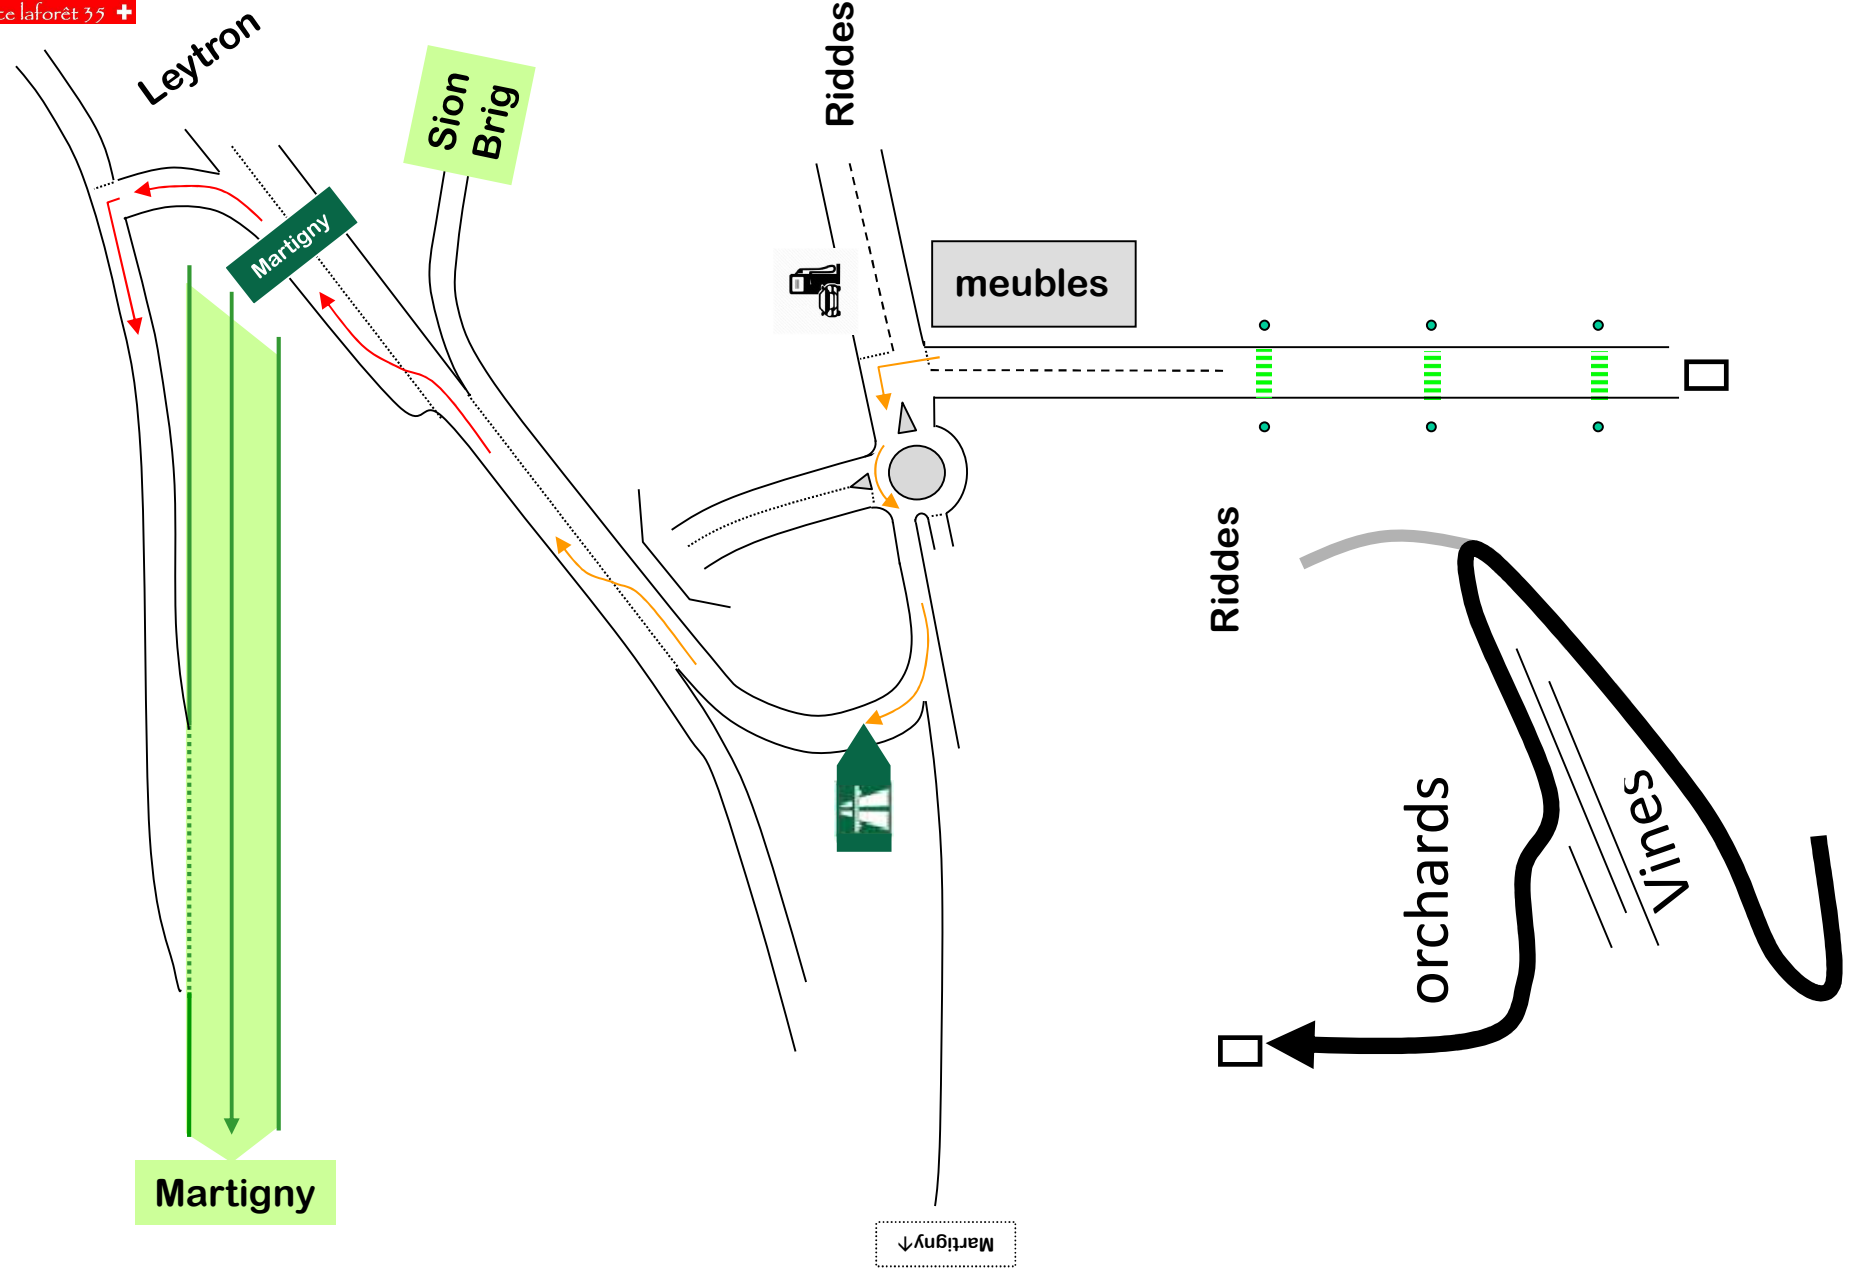 ce laforêt 35
Leytron
Sion
Brig
Riddes
Martigny
meubles
Riddes
orchards
Vines
Martigny
Martigny↑